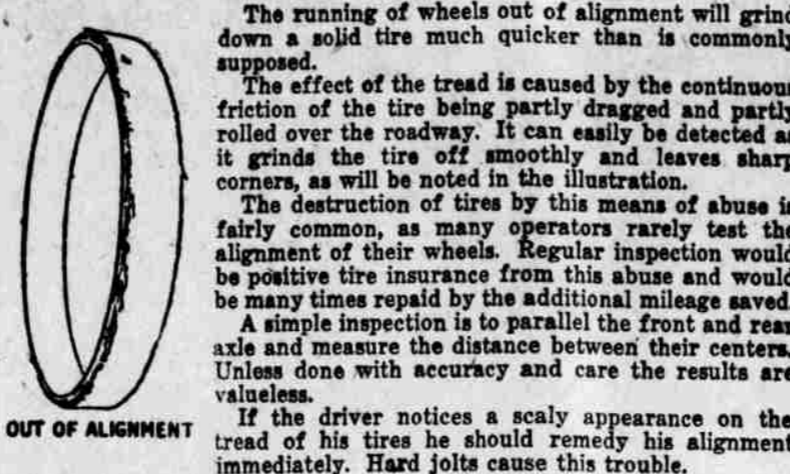 The running of wheels out of alignment will grind
down a solid tire much quicker than is commonly
supposed.
The effect of the tread is caused by the continuous
friction of the tire being partly dragged and partly
rolled over the roadway. It can easily be detected as
it grinds the tire off smoothly and leaves sharp
corners, as will be noted in the illustration.
The destruction of tires by this means of abuse is
fairly common, as many operators rarely test the
alignment of their wheels. Regular inspection would
be positive tire insurance from this abuse and would
be many times repaid by the additional mileage saved.
A simple inspection is to parallel the front and rear
axle and measure the distance between their centers.
Unless done with accuracy and care the results are
valueless.
If the driver notices a scaly appearance on the
tread of his tires he should remedy his alignment
immediately. Hard jolts cause this trouble.
OUT OF ALIGNMENT